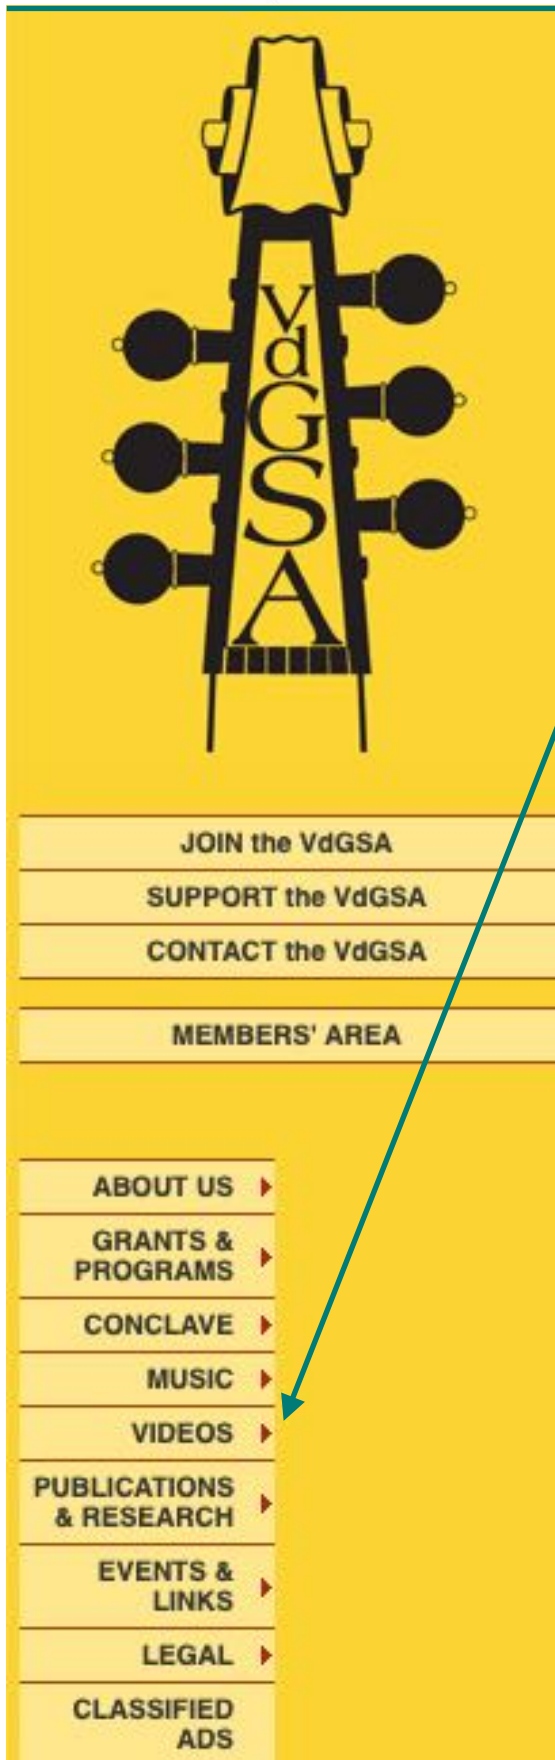 V
d
G
S
A
JOIN the VdGSA
SUPPORT the VdGSA
CONTACT the VdGSA
MEMBERS' AREA
ABOUT US
GRANTS &
PROGRAMS
CONCLAVE
MUSIC
VIDEOS
PUBLICATIONS
& RESEARCH
EVENTS &
LINKS
LEGAL
CLASSIFIED
ADS